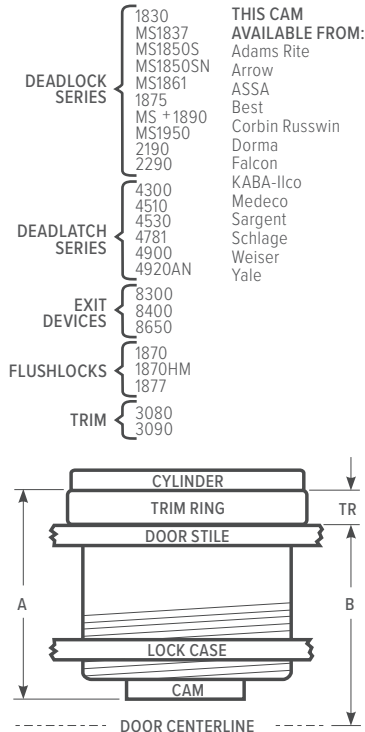 DEADLOCK
SERIES
1830
MS1837
MS1850S
MS1850SN
MS1861
1875
MS +1890
MS1950
2190
2290
DEADLATCH
SERIES
4300
4510
4530
4781
4900
4920AN
EXIT
DEVICES
8300
8400
8650
FLUSHLOCKS
1870
1870HM
1877
TRIM
3080
3090
THIS CAM
AVAILABLE FROM:
Adams Rite
Arrow
ASSA
Best
Corbin Russwin
Dorma
Falcon
KABA-Ilco
Medeco
Sargent
Schlage
Weiser
Yale
CYLINDER
TRIM RING
TR
DOOR STILE
A
B
LOCK CASE
CAM
DOOR CENTERLINE